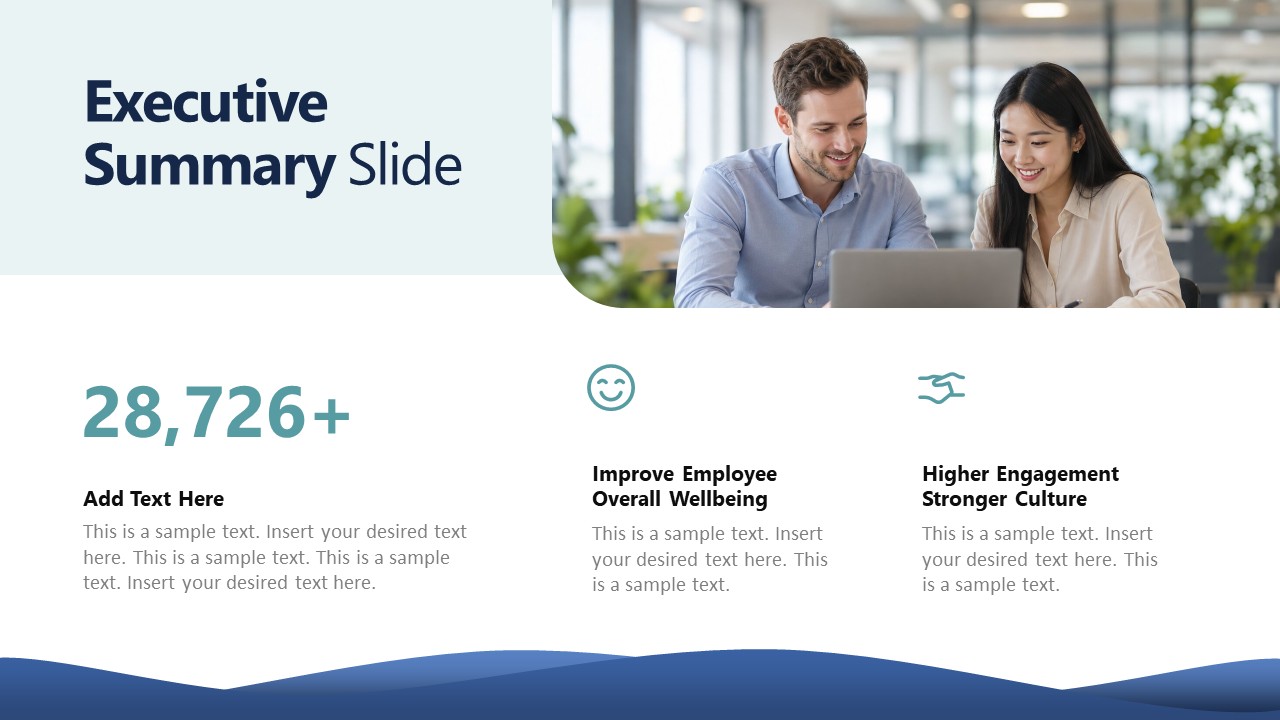 Executive
Summary Slide
28,726+
Add Text Here
This is a sample text. Insert your desired text
here. This is a sample text. This is a sample
text. Insert your desired text here.
Improve Employee
Overall Wellbeing
This is a sample text. Insert
your desired text here. This
is a sample text.
Higher Engagement
Stronger Culture
This is a sample text. Insert
your desired text here. This
is a sample text.